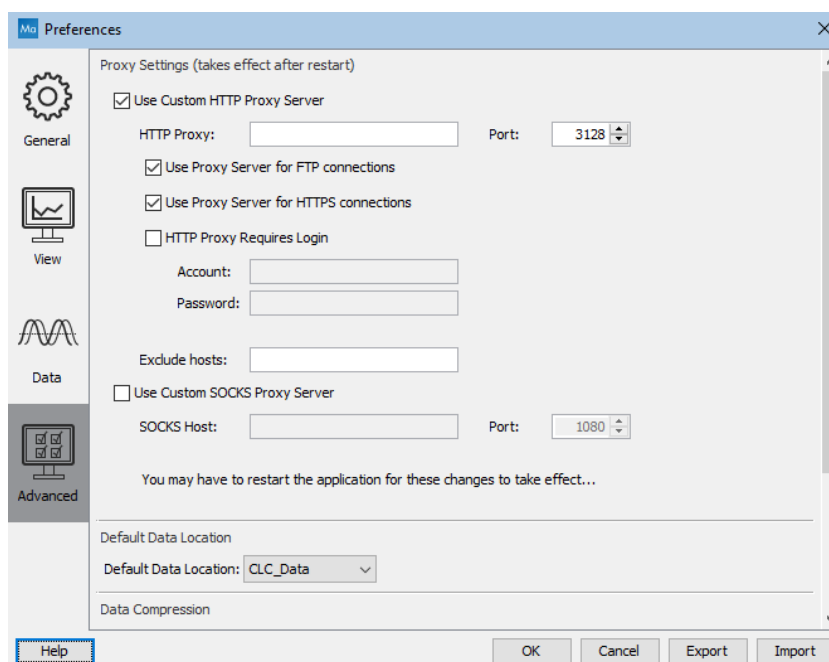 Ma Preferences
Proxy Settings (takes effect after restart)
Use Custom HTTP Proxy Server
HTTP Proxy: Port: 3128
Use Proxy Server for FTP connections
Use Proxy Server for HTTPS connections
HTTP Proxy Requires Login
Account:
Password:
Exclude hosts:
Use Custom SOCKS Proxy Server
SOCKS Host: Port: 1080
You may have to restart the application for these changes to take effect...
Default Data Location
Default Data Location: CLC_Data
Data Compression
General
View
Data
Advanced
Help OK Cancel Export Import